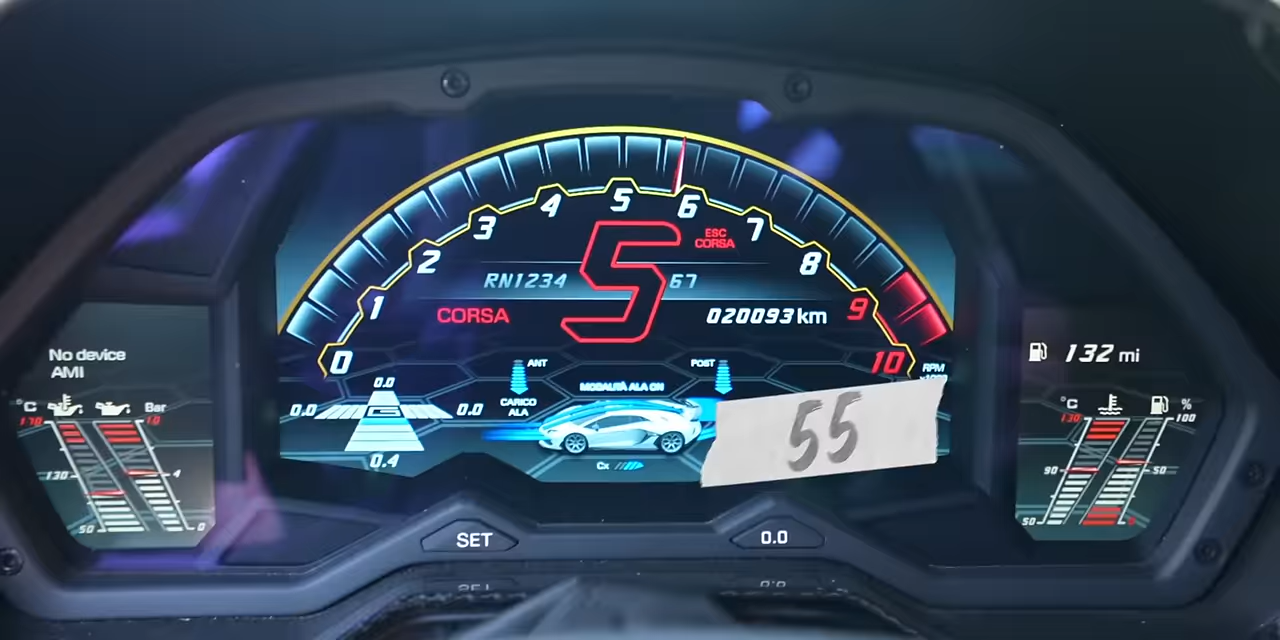 0 1 2 3 4 5 6 7 8 9 10
RPM
5
ESC
CORSA
RN1234
67
CORSA
020093 km
ANT
POST
CARICO
ALA
MODALITÀ ALA ON
Cx
0.0
0.0
G
0.0
0.4
55
No device
AMI
°C
Bar
170
10
130
4
50
0
132 mi
°C
%
130
100
90
50
50
SET
0.0